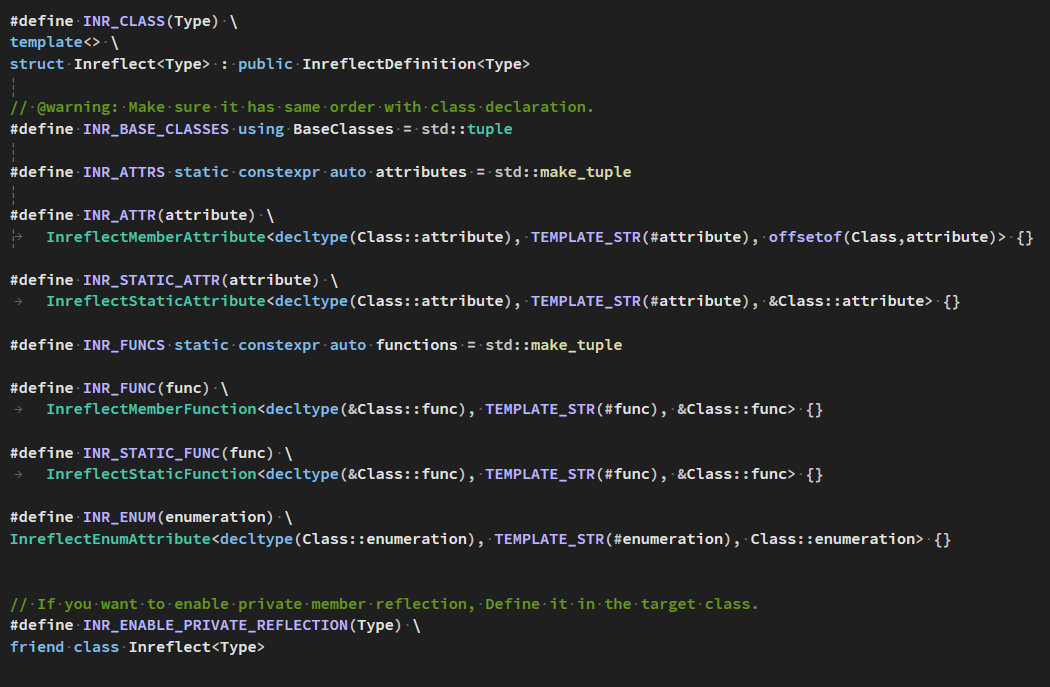 #define INR_CLASS(Type) \
template<> \
struct Inreflect<Type> : public InreflectDefinition<Type>
// @warning: Make sure it has same order with class declaration.
#define INR_BASE_CLASSES using BaseClasses = std::tuple
#define INR_ATTRS static constexpr auto attributes = std::make_tuple
#define INR_ATTR(attribute) \
InreflectMemberAttribute<decltype(Class::attribute), TEMPLATE_STR(#attribute), offsetof(Class,attribute)> {}
#define INR_STATIC_ATTR(attribute) \
InreflectStaticAttribute<decltype(Class::attribute), TEMPLATE_STR(#attribute), &Class::attribute> {}
#define INR_FUNCS static constexpr auto functions = std::make_tuple
#define INR_FUNC(func) \
InreflectMemberFunction<decltype(&Class::func), TEMPLATE_STR(#func), &Class::func> {}
#define INR_STATIC_FUNC(func) \
InreflectStaticFunction<decltype(&Class::func), TEMPLATE_STR(#func), &Class::func> {}
#define INR_ENUM(enumeration) \
InreflectEnumAttribute<decltype(Class::enumeration), TEMPLATE_STR(#enumeration), Class::enumeration> {}
// If you want to enable private member reflection, Define it in the target class.
#define INR_ENABLE_PRIVATE_REFLECTION(Type) \
friend class Inreflect<Type>